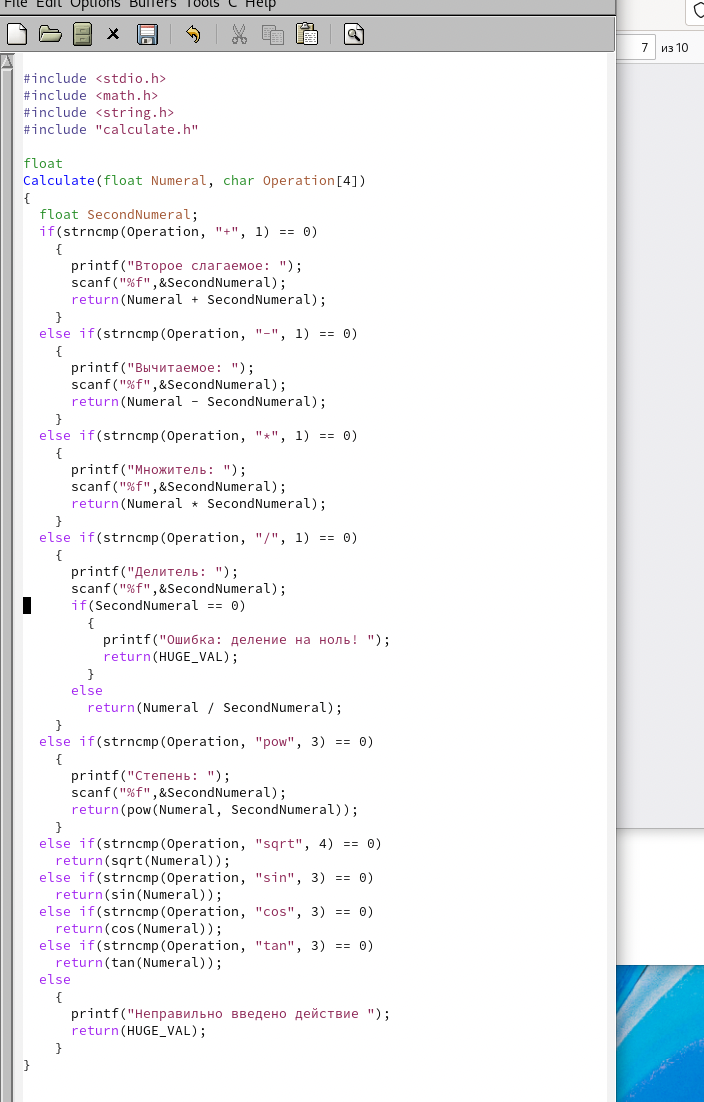 File Edit Options Buffers Tools C Help
7 из 10
#include <stdio.h>
#include <math.h>
#include <string.h>
#include "calculate.h"

float
Calculate(float Numeral, char Operation[4])
{
  float SecondNumeral;
  if(strncmp(Operation, "+", 1) == 0)
    {
      printf("Второе слагаемое: ");
      scanf("%f",&SecondNumeral);
      return(Numeral + SecondNumeral);
    }
  else if(strncmp(Operation, "-", 1) == 0)
    {
      printf("Вычитаемое: ");
      scanf("%f",&SecondNumeral);
      return(Numeral - SecondNumeral);
    }
  else if(strncmp(Operation, "*", 1) == 0)
    {
      printf("Множитель: ");
      scanf("%f",&SecondNumeral);
      return(Numeral * SecondNumeral);
    }
  else if(strncmp(Operation, "/", 1) == 0)
    {
      printf("Делитель: ");
      scanf("%f",&SecondNumeral);
      if(SecondNumeral == 0)
        {
          printf("Ошибка: деление на ноль! ");
          return(HUGE_VAL);
        }
      else
        return(Numeral / SecondNumeral);
    }
  else if(strncmp(Operation, "pow", 3) == 0)
    {
      printf("Степень: ");
      scanf("%f",&SecondNumeral);
      return(pow(Numeral, SecondNumeral));
    }
  else if(strncmp(Operation, "sqrt", 4) == 0)
    return(sqrt(Numeral));
  else if(strncmp(Operation, "sin", 3) == 0)
    return(sin(Numeral));
  else if(strncmp(Operation, "cos", 3) == 0)
    return(cos(Numeral));
  else if(strncmp(Operation, "tan", 3) == 0)
    return(tan(Numeral));
  else
    {
      printf("Неправильно введено действие ");
      return(HUGE_VAL);
    }
}